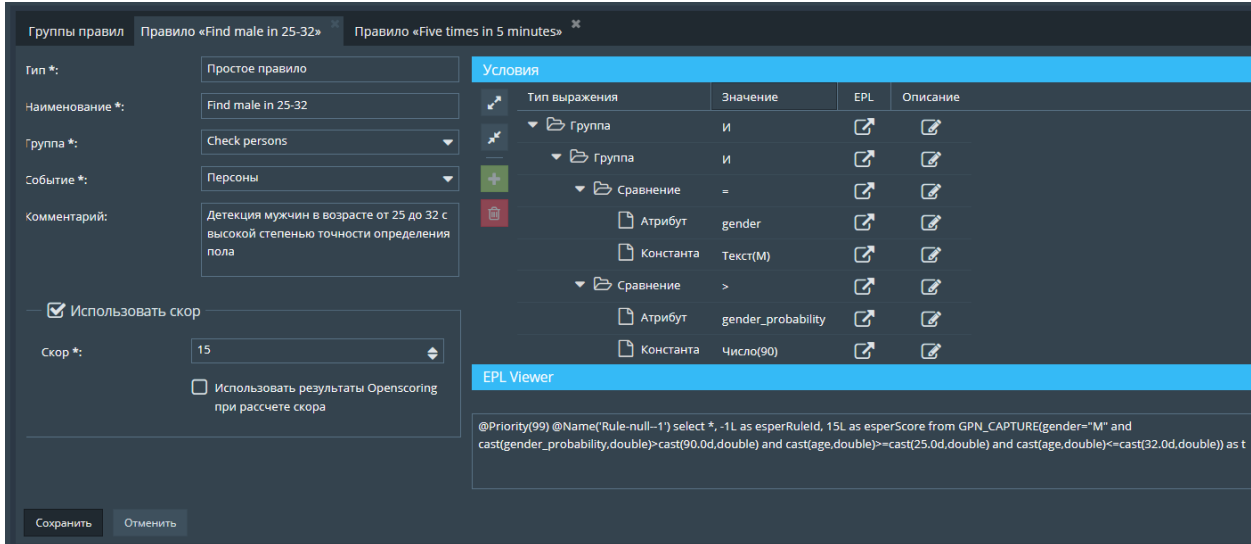 Группы правил Правило «Find male in 25-32» Правило «Five times in 5 minutes»
Тип *: Простое правило
Наименование *: Find male in 25-32
Группа *: Check persons
Событие *: Персоны
Комментарий: Детекция мужчин в возрасте от 25 до 32 с
высокой степенью точности определения
пола
Использовать скор
Скор *: 15
Использовать результаты Openscoring
при рассчете скора
Сохранить Отменить
Условия
Тип выражения Значение EPL Описание
Группа И
Группа И
Сравнение =
Атрибут gender
Константа Текст(M)
Сравнение >
Атрибут gender_probability
Константа Число(90)
EPL Viewer
@Priority(99) @Name('Rule-null--1') select *, -1L as esperRuleId, 15L as esperScore from GPN_CAPTURE(gender="M" and
cast(gender_probability,double)>cast(90.0d,double) and cast(age,double)>=cast(25.0d,double) and cast(age,double)<=cast(32.0d,double)) as t